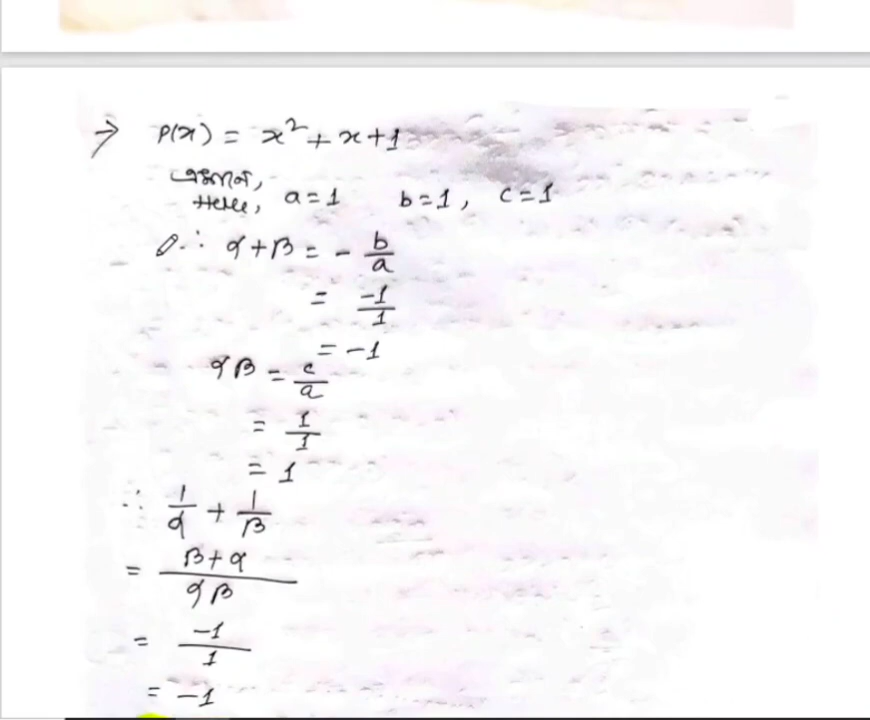 → P(x) = x² + x + 1
এখানে,
Here, a = 1 b = 1, c = 1
∴ α + β = - b/a
= -1/1
= -1
αβ = c/a
= 1/1
= 1
∴ 1/α + 1/β
= β + α / αβ
= -1/1
= -1